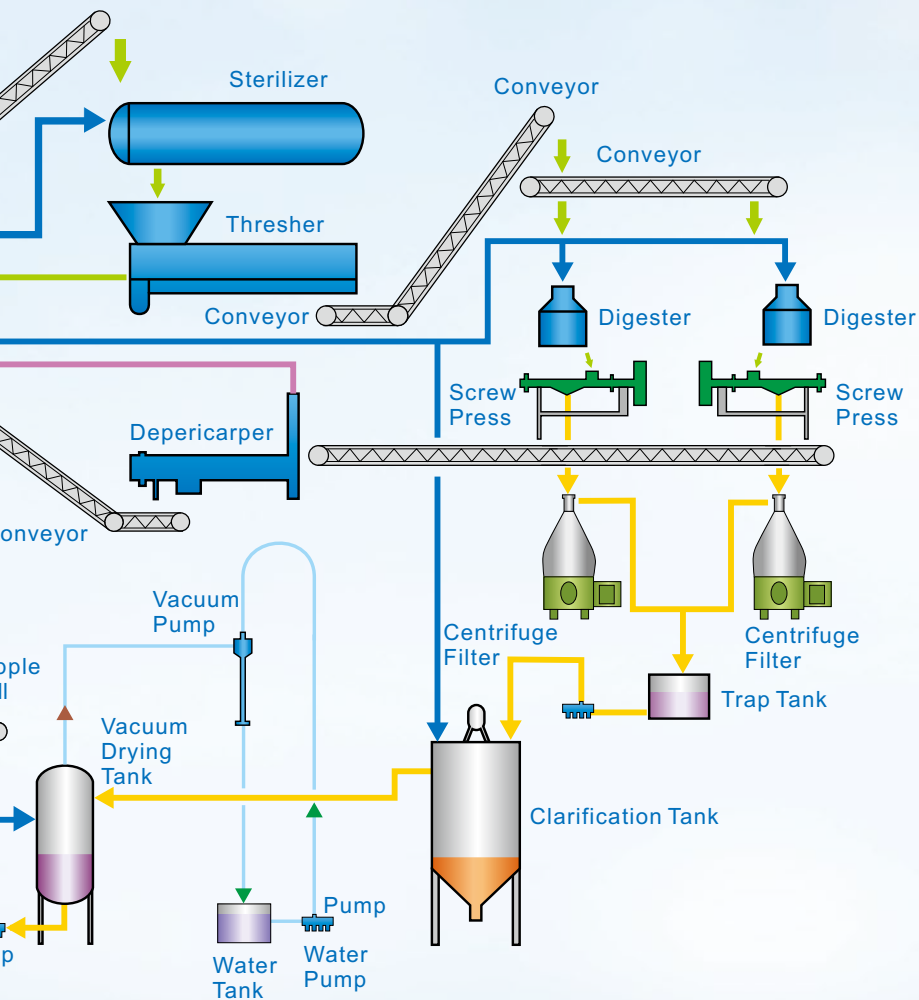 Sterilizer
Conveyor
Conveyor
Thresher
Conveyor
Digester
Digester
Screw
Press
Screw
Press
Depericarper
onveyor
Vacuum
Pump
Centrifuge
Filter
Centrifuge
Filter
Trap Tank
Vacuum
Drying
Tank
Clarification Tank
Pump
Water
Tank
Water
Pump
p